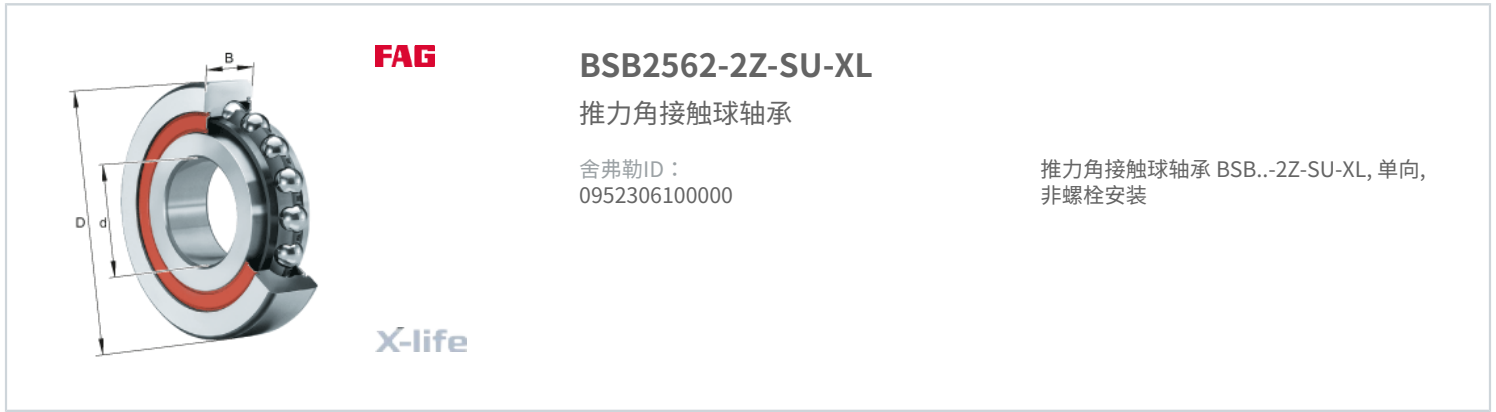 B
D
d
FAG
X-life
BSB2562-2Z-SU-XL
推力角接触球轴承
舍弗勒ID：
0952306100000
推力角接触球轴承 BSB..-2Z-SU-XL, 单向,
非螺栓安装